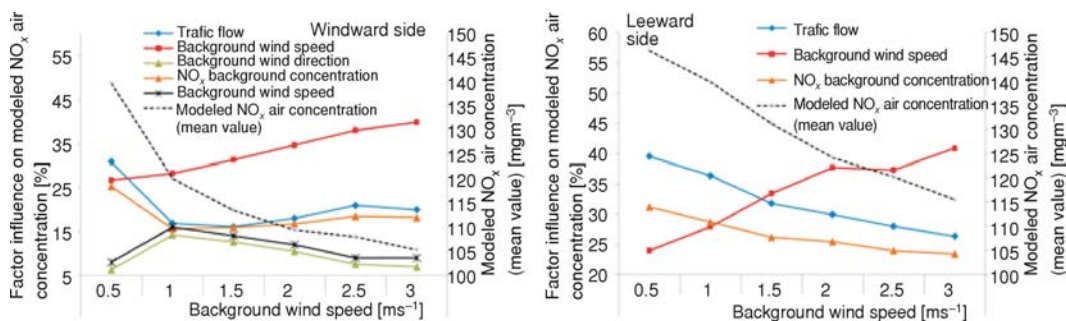 Factor influence on modeled NOx air
concentration [%]
55
45
35
25
15
5
Windward side
Trafic flow
Background wind speed
Background wind direction
NOx background concentration
Background wind speed
Modeled NOx air concentration
(mean value)
150
145
140
135
130
125
120
115
110
105
100
Modeled NOx air concentration
(mean value) [mgm−3]
0.5 1 1.5 2 2.5 3
Background wind speed [ms−1]
Factor influence on modeled NOx air
concentration [%]
60
55
50
45
40
35
30
25
20
Leeward
side
Trafic flow
Background wind speed
NOx background concentration
Modeled NOx air concentration
(mean value)
150
145
140
135
130
125
120
115
110
105
100
Modeled NOx air concentration
(mean value) [mgm−3]
0.5 1 1.5 2 2.5 3
Background wind speed [ms−1]